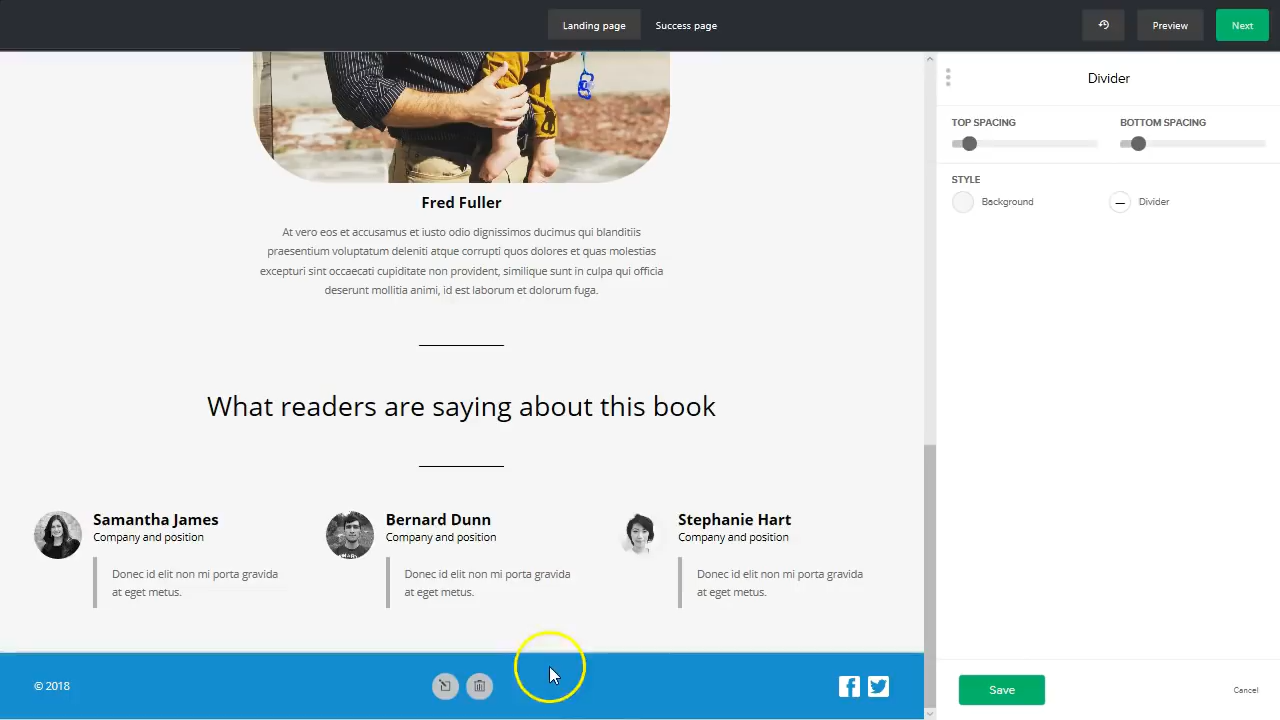 Landing page
Success page
Preview
Next
Divider
TOP SPACING
BOTTOM SPACING
STYLE
Background
Divider
Fred Fuller
At vero eos et accusamus et iusto odio dignissimos ducimus qui blanditiis
praesentium voluptatum deleniti atque corrupti quos dolores et quas molestias
excepturi sint occaecati cupiditate non provident, similique sunt in culpa qui officia
deserunt mollitia animi, id est laborum et dolorum fuga.
What readers are saying about this book
Samantha James
Company and position
Donec id elit non mi porta gravida
at eget metus.
Bernard Dunn
Company and position
Donec id elit non mi porta gravida
at eget metus.
Stephanie Hart
Company and position
Donec id elit non mi porta gravida
at eget metus.
© 2018
Save
Cancel